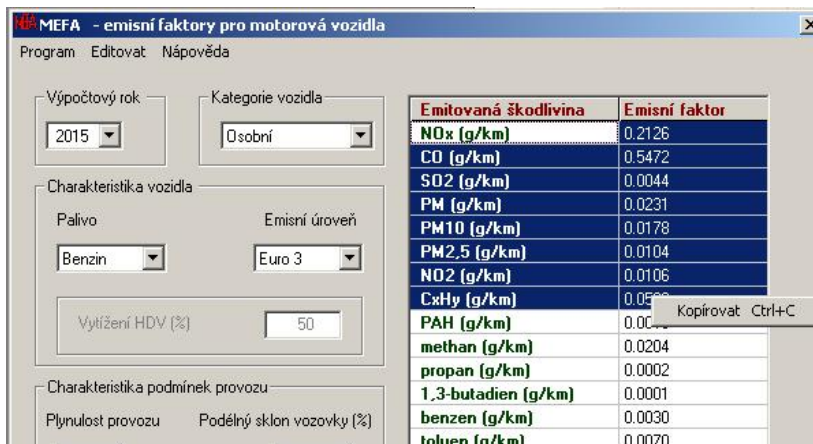 MEFA - emisní faktory pro motorová vozidla
Program Editovat Nápověda
Výpočtový rok
2015
Kategorie vozidla
Osobní
Charakteristika vozidla
Palivo Emisní úroveň
Benzin Euro 3
Vytížení HDV (%) 50
Charakteristika podmínek provozu
Plynulost provozu Podélný sklon vozovky (%)
Emitovaná škodlivina Emisní faktor
NOx (g/km) 0.2126
CO (g/km) 0.5472
SO2 (g/km) 0.0044
PM (g/km) 0.0231
PM10 (g/km) 0.0178
PM2,5 (g/km) 0.0104
NO2 (g/km) 0.0106
CxHy (g/km)
Kopírovat Ctrl+C
PAH (g/km)
methan (g/km) 0.0204
propan (g/km) 0.0002
1,3-butadien (g/km) 0.0001
benzen (g/km) 0.0030
toluen (g/km) 0.0070